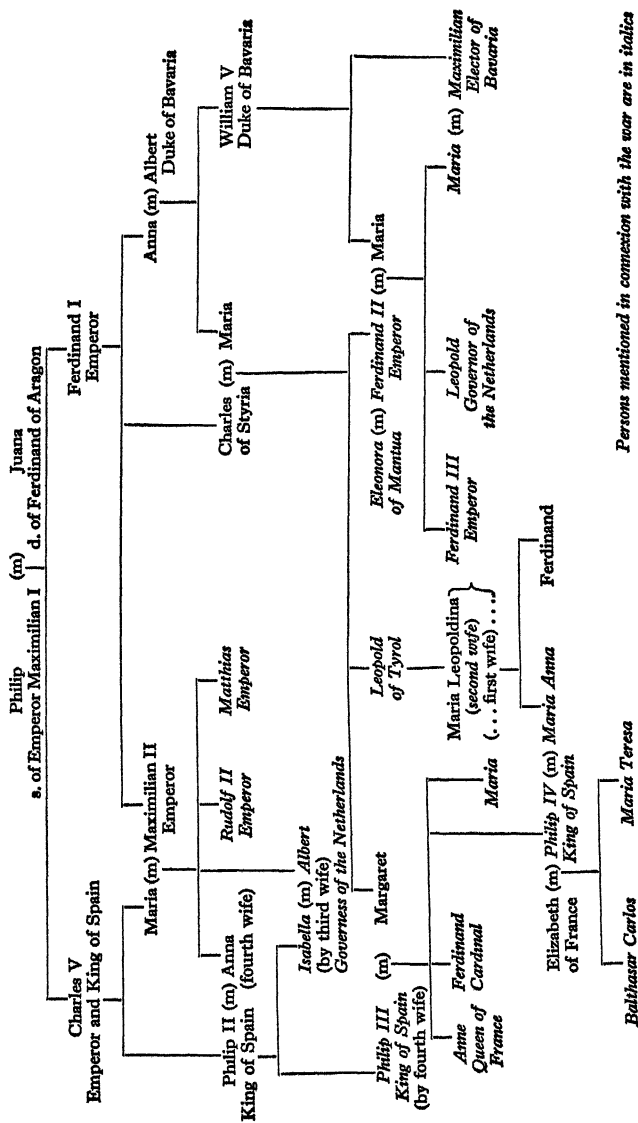 Philip (m) Juana
s. of Emperor Maximilian I d. of Ferdinand of Aragon
Charles V
Emperor and King of Spain
Ferdinand I
Emperor
Maria (m) Maximilian II
Emperor
Anna (m) Albert
Duke of Bavaria
Philip II (m) Anna
King of Spain (fourth wife)
Rudolf II
Emperor
Matthias
Emperor
Charles (m) Maria
of Styria
William V
Duke of Bavaria
Isabella (m) Albert
(by third wife)
Governess of the Netherlands
Philip III (m) Margaret
King of Spain
(by fourth wife)
Leopold
of Tyrol
Eleonora (m) Ferdinand II (m) Maria
of Mantua Emperor
Anne
Queen of
France
Ferdinand
Cardinal
Maria
Maria Leopoldina
(second wife)
(... first wife) ...
Ferdinand III
Emperor
Leopold
Governor of
the Netherlands
Maria (m) Maximilian
Elector of
Bavaria
Elizabeth (m) Philip IV (m) Maria Anna
of France King of Spain
Ferdinand
Balthasar Carlos
Maria Teresa
Persons mentioned in connexion with the war are in italics